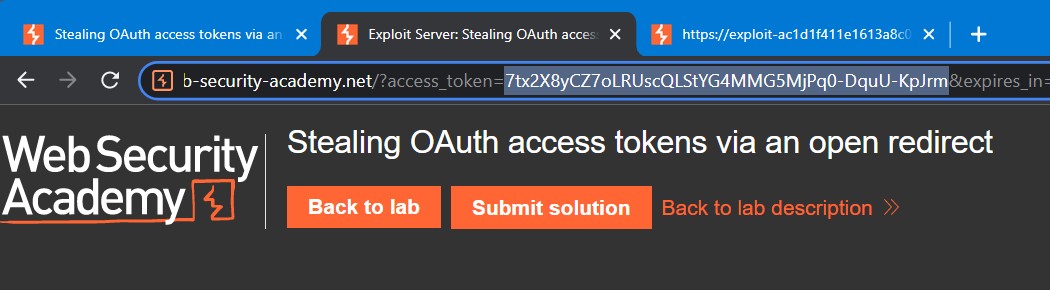 Stealing OAuth access tokens via an
Exploit Server: Stealing OAuth acces
https://exploit-ac1d1f411e1613a8c0
b-security-academy.net/?access_token=7tx2X8yCZ7oLRUscQLStYG4MMG5MjPq0-DquU-KpJrm&expires_in=
Web Security
Academy
Stealing OAuth access tokens via an open redirect
Back to lab
Submit solution
Back to lab description